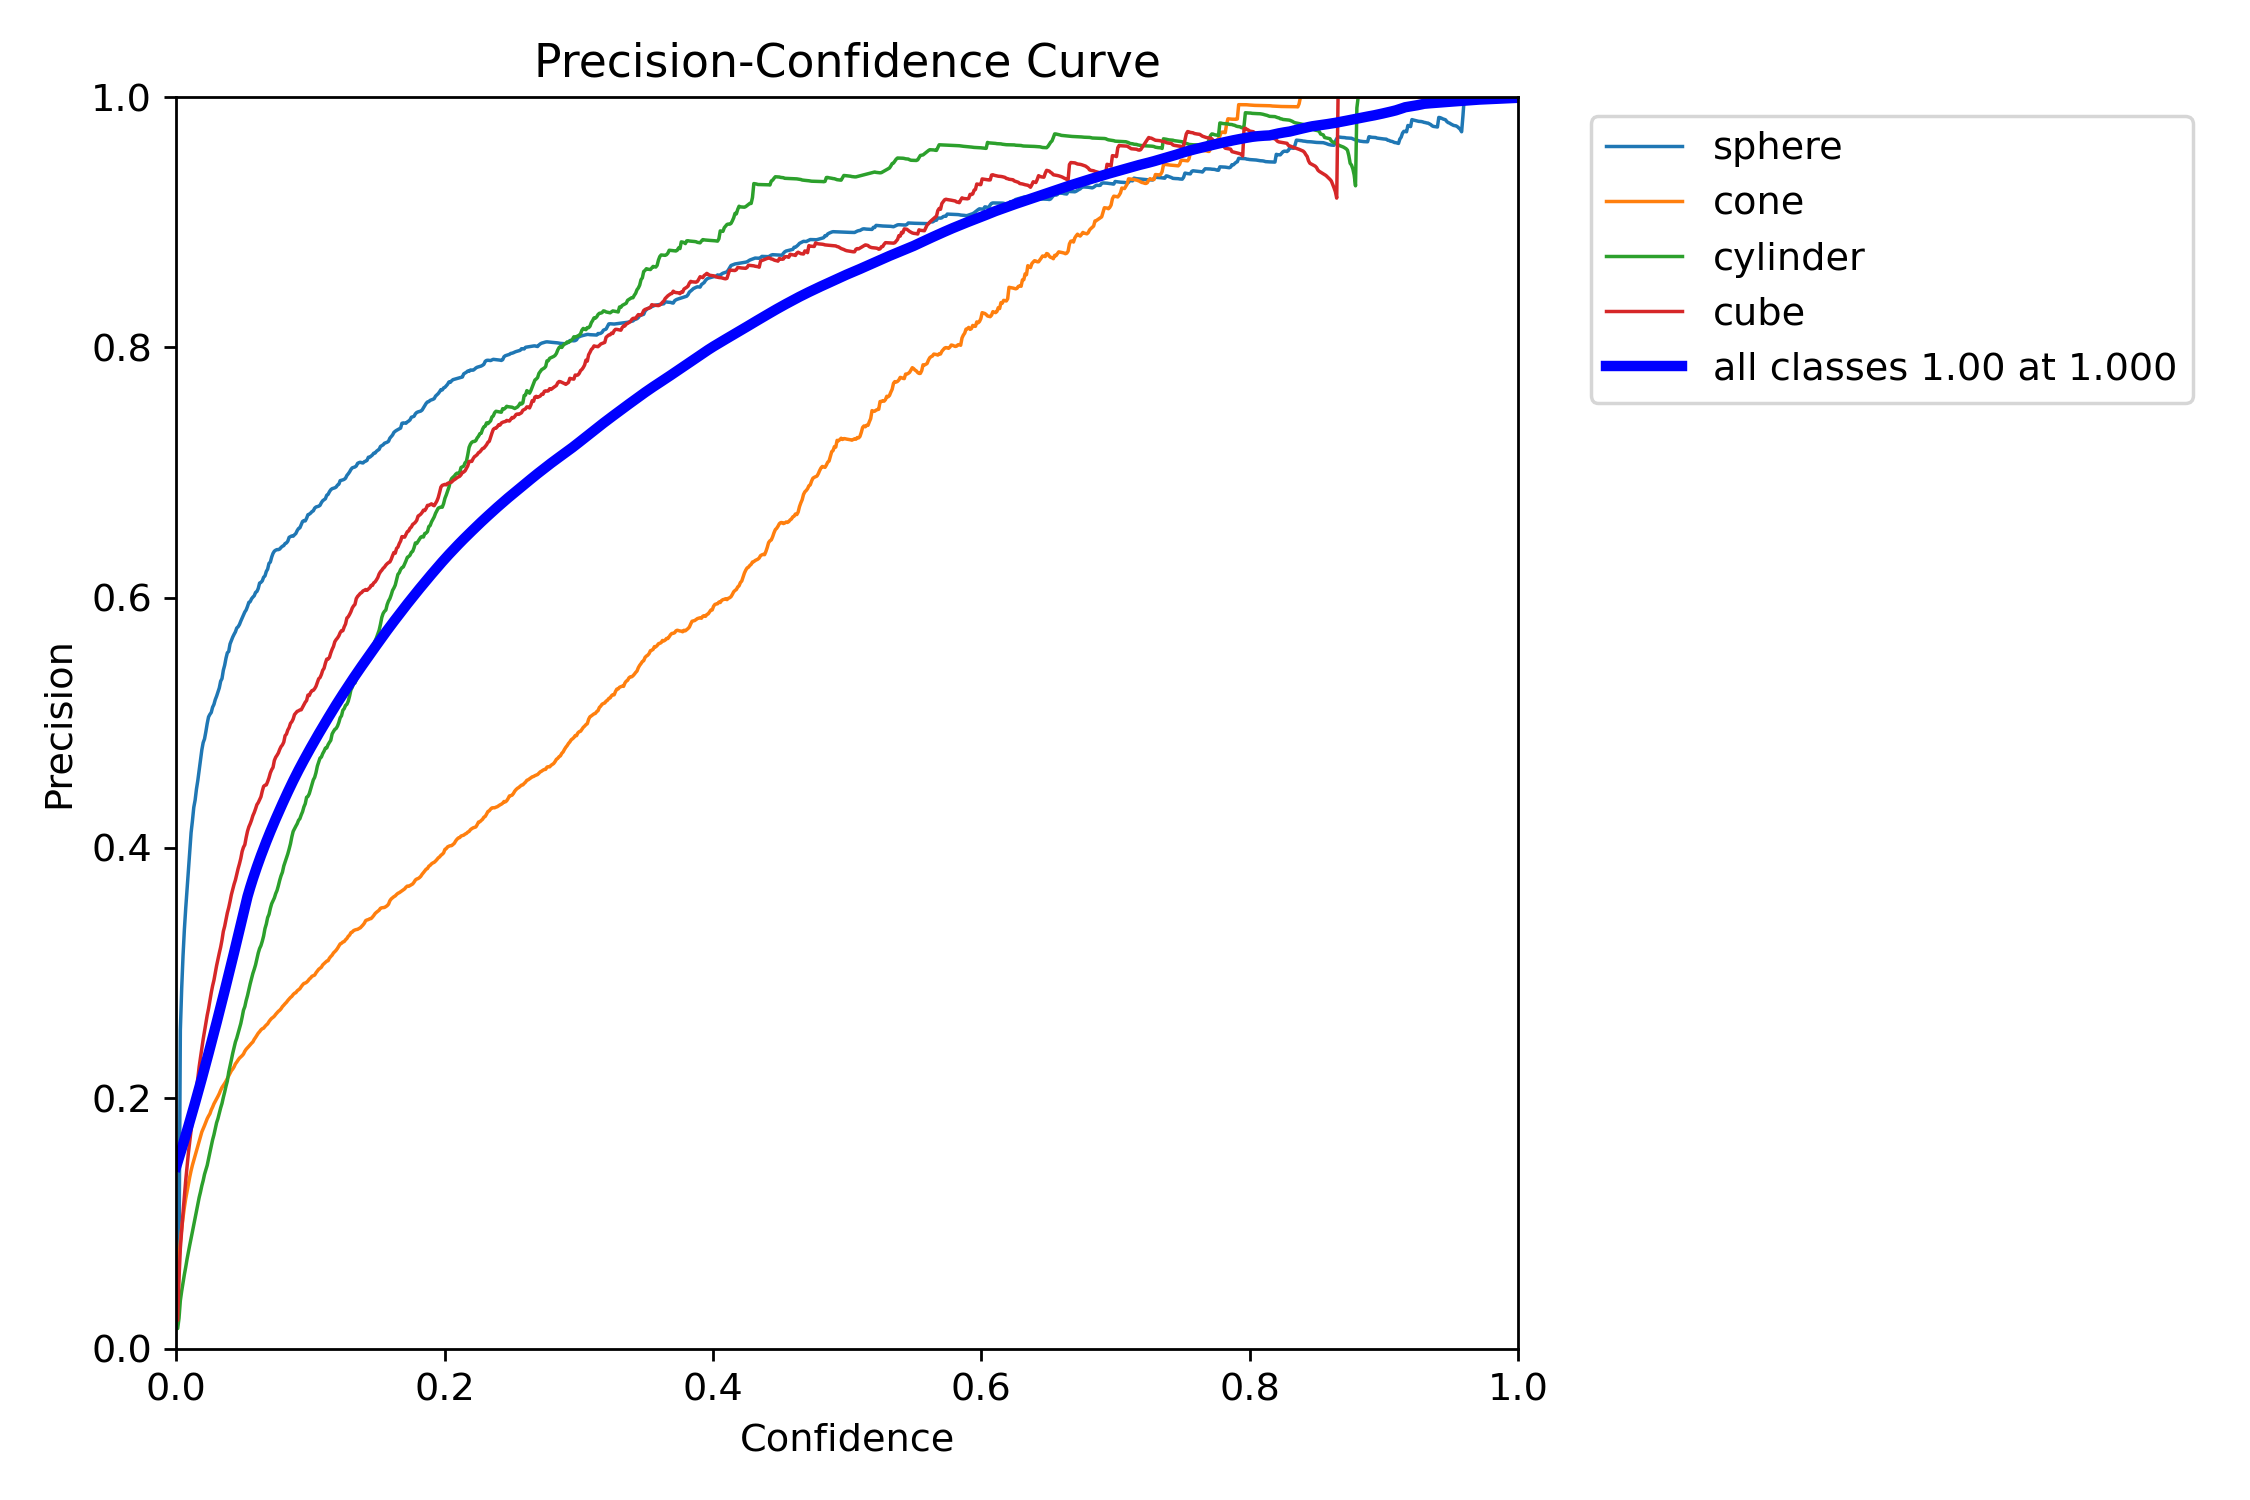 Precision-Confidence Curve
1.0
0.8
0.6
0.4
0.2
0.0
Precision
0.0 0.2 0.4 0.6 0.8 1.0
Confidence
sphere
cone
cylinder
cube
all classes 1.00 at 1.000